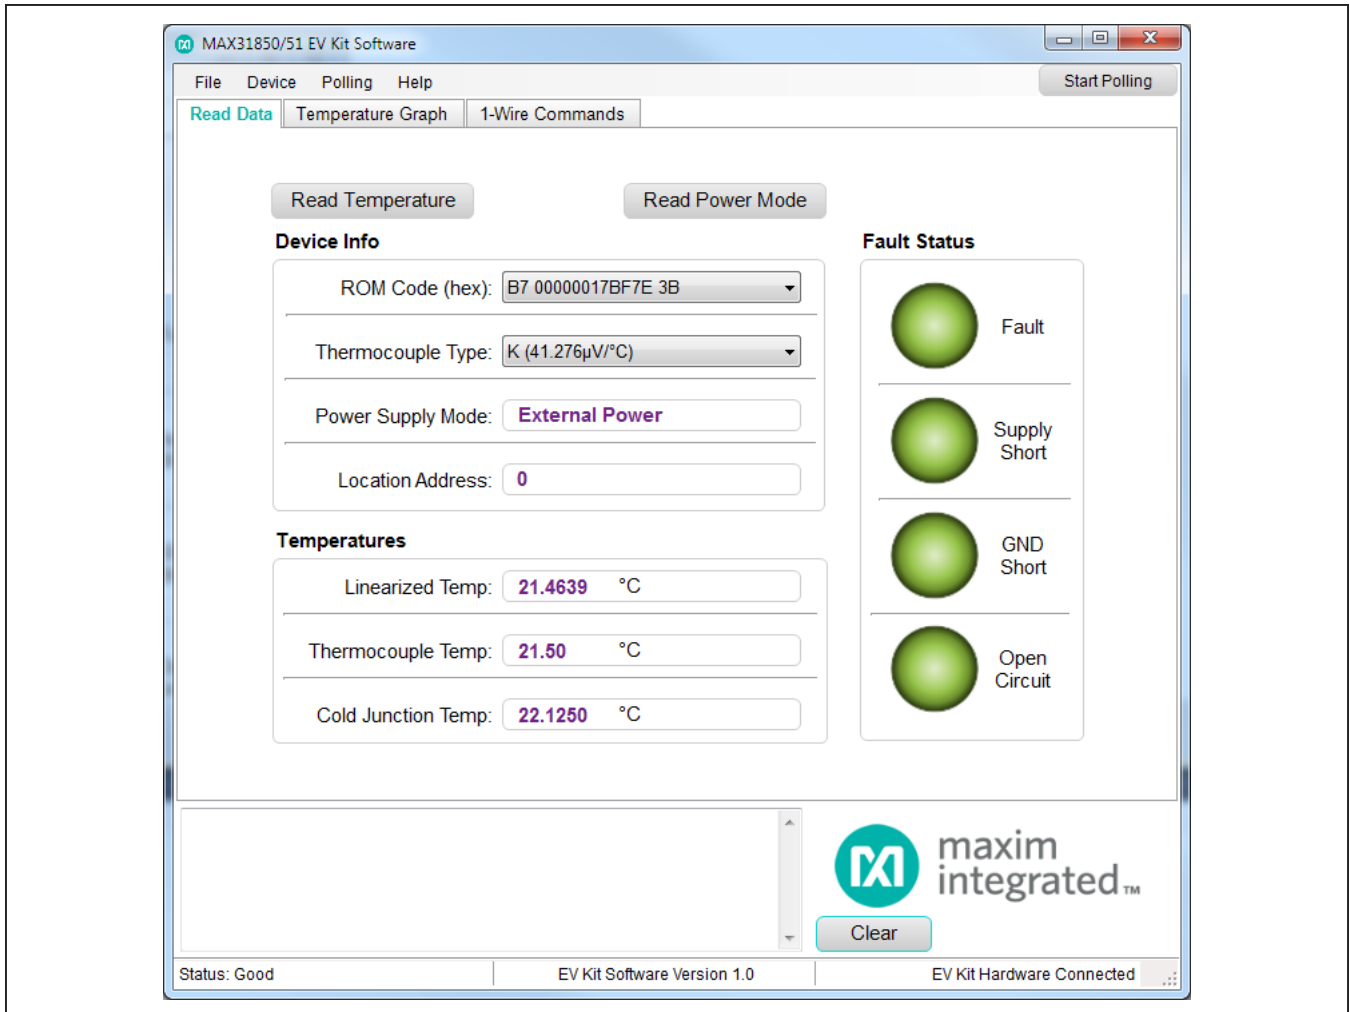 MAX31850/51 EV Kit Software
File Device Polling Help Start Polling
Read Data Temperature Graph 1-Wire Commands
Read Temperature Read Power Mode
Device Info
ROM Code (hex): B7 00000017BF7E 3B
Thermocouple Type: K (41.276µV/°C)
Power Supply Mode: External Power
Location Address: 0
Temperatures
Linearized Temp: 21.4639 °C
Thermocouple Temp: 21.50 °C
Cold Junction Temp: 22.1250 °C
Fault Status
Fault
Supply
Short
GND
Short
Open
Circuit
maxim
integrated™
Clear
Status: Good EV Kit Software Version 1.0 EV Kit Hardware Connected